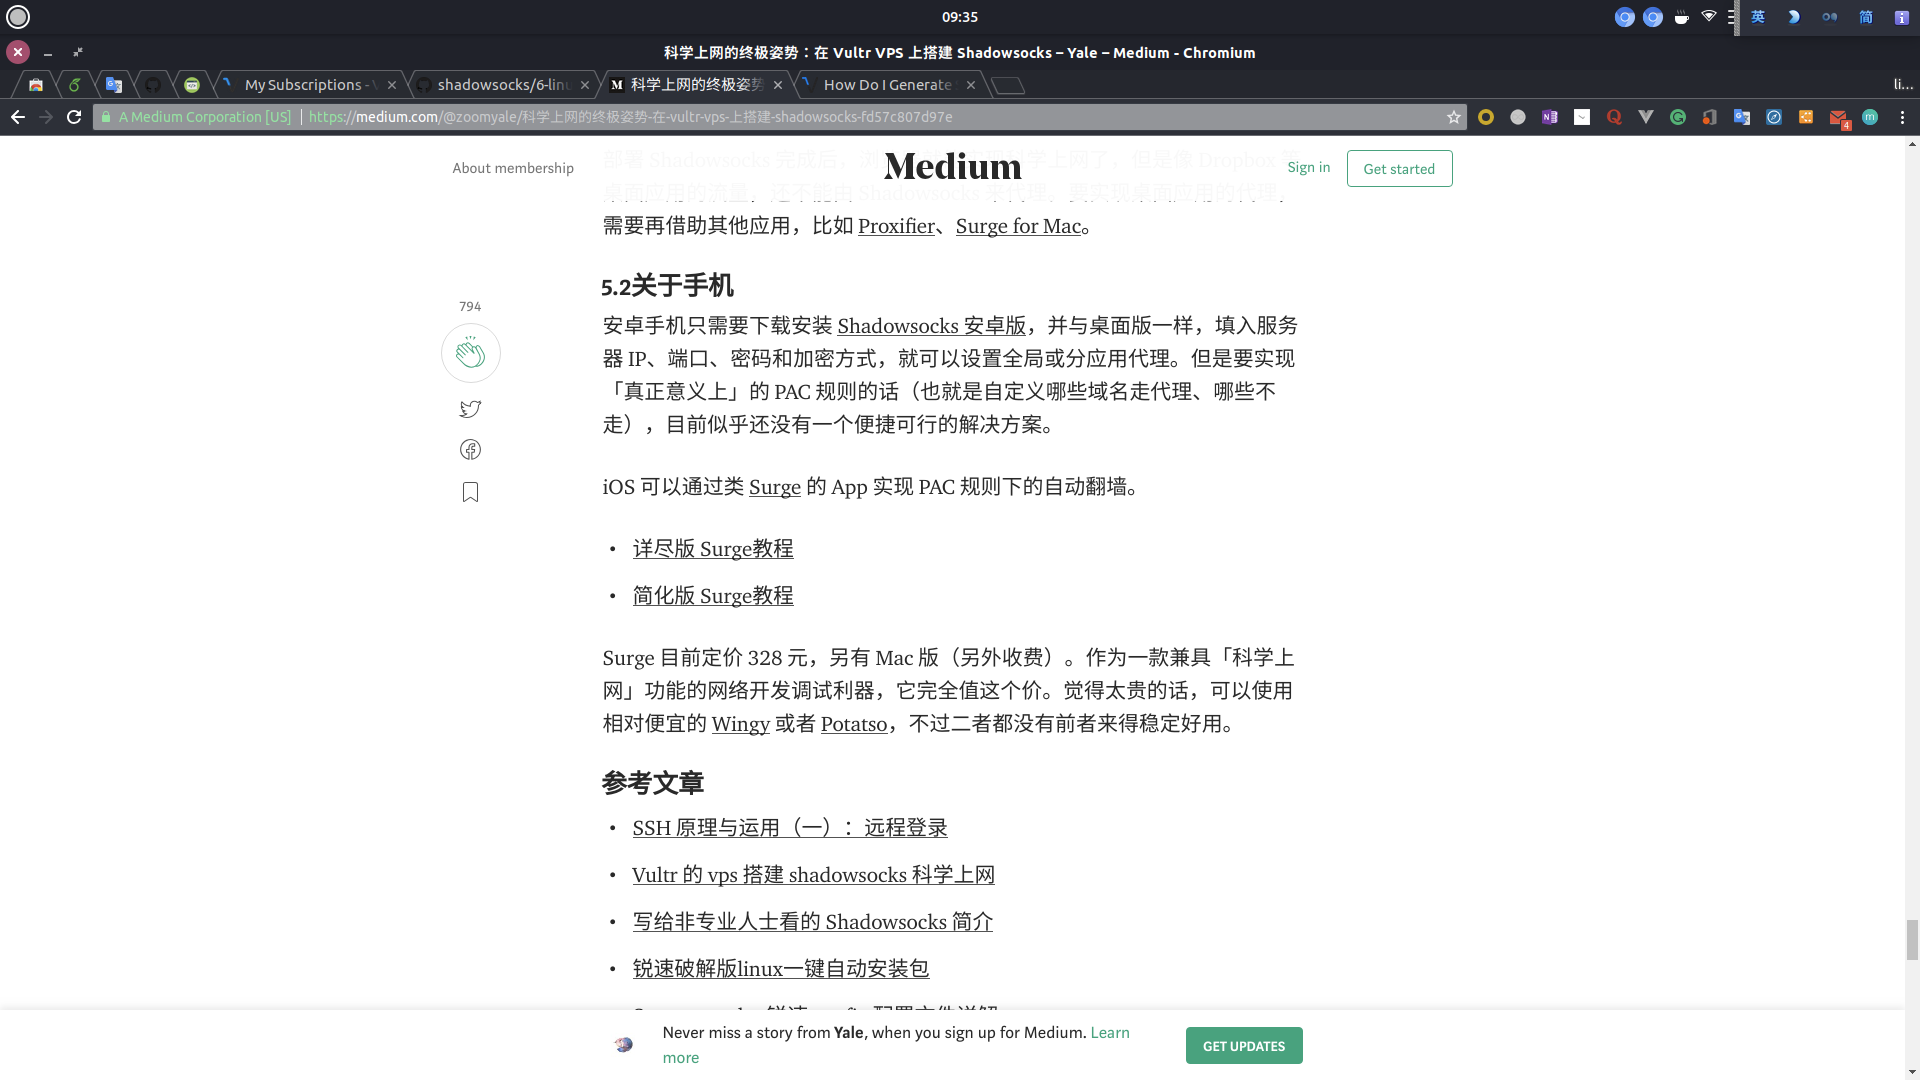 09:35
英
简
科学上网的终极姿势：在 Vultr VPS 上搭建 Shadowsocks – Yale – Medium - Chromium
My Subscriptions -
shadowsocks/6-linu
科学上网的终极姿势
How Do I Generate
li...
A Medium Corporation [US]
https://medium.com/@zoomyale/科学上网的终极姿势-在-vultr-vps-上搭建-shadowsocks-fd57c807d97e
4
About membership
Medium
Sign in
Get started
需要再借助其他应用，比如 Proxifier、Surge for Mac。
5.2关于手机
794
安卓手机只需要下载安装 Shadowsocks 安卓版，并与桌面版一样，填入服务
器 IP、端口、密码和加密方式，就可以设置全局或分应用代理。但是要实现
「真正意义上」的 PAC 规则的话（也就是自定义哪些域名走代理、哪些不
走），目前似乎还没有一个便捷可行的解决方案。
iOS 可以通过类 Surge 的 App 实现 PAC 规则下的自动翻墙。
• 详尽版 Surge教程
• 简化版 Surge教程
Surge 目前定价 328 元，另有 Mac 版（另外收费）。作为一款兼具「科学上
网」功能的网络开发调试利器，它完全值这个价。觉得太贵的话，可以使用
相对便宜的 Wingy 或者 Potatso，不过二者都没有前者来得稳定好用。
参考文章
• SSH 原理与运用（一）：远程登录
• Vultr 的 vps 搭建 shadowsocks 科学上网
• 写给非专业人士看的 Shadowsocks 简介
• 锐速破解版linux一键自动安装包
Never miss a story from Yale, when you sign up for Medium. Learn
more
GET UPDATES